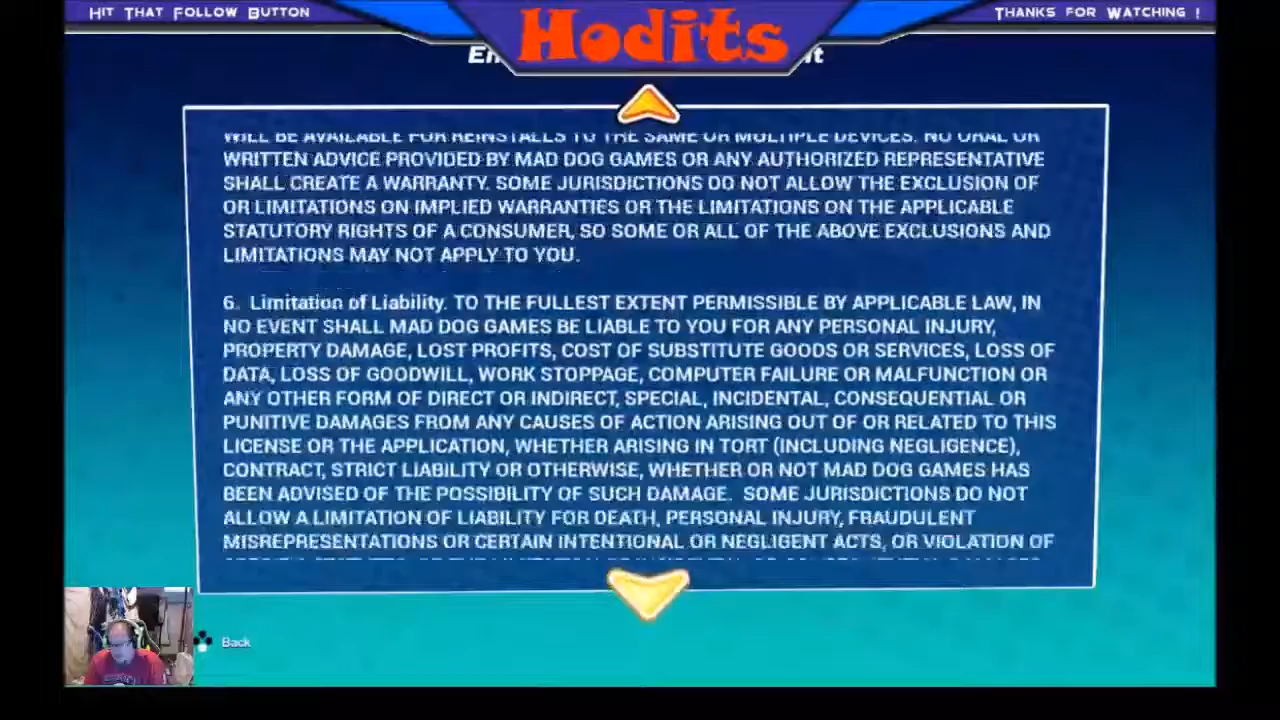 Hit That Follow Button
Hodits
Thanks for Watching !
WILL BE AVAILABLE FOR REINSTALLS TO THE SAME OR MULTIPLE DEVICES. NO ORAL OR
WRITTEN ADVICE PROVIDED BY MAD DOG GAMES OR ANY AUTHORIZED REPRESENTATIVE
SHALL CREATE A WARRANTY. SOME JURISDICTIONS DO NOT ALLOW THE EXCLUSION OF
OR LIMITATIONS ON IMPLIED WARRANTIES OR THE LIMITATIONS ON THE APPLICABLE
STATUTORY RIGHTS OF A CONSUMER, SO SOME OR ALL OF THE ABOVE EXCLUSIONS AND
LIMITATIONS MAY NOT APPLY TO YOU.
6. Limitation of Liability. TO THE FULLEST EXTENT PERMISSIBLE BY APPLICABLE LAW, IN
NO EVENT SHALL MAD DOG GAMES BE LIABLE TO YOU FOR ANY PERSONAL INJURY,
PROPERTY DAMAGE, LOST PROFITS, COST OF SUBSTITUTE GOODS OR SERVICES, LOSS OF
DATA, LOSS OF GOODWILL, WORK STOPPAGE, COMPUTER FAILURE OR MALFUNCTION OR
ANY OTHER FORM OF DIRECT OR INDIRECT, SPECIAL, INCIDENTAL, CONSEQUENTIAL OR
PUNITIVE DAMAGES FROM ANY CAUSES OF ACTION ARISING OUT OF OR RELATED TO THIS
LICENSE OR THE APPLICATION, WHETHER ARISING IN TORT (INCLUDING NEGLIGENCE),
CONTRACT, STRICT LIABILITY OR OTHERWISE, WHETHER OR NOT MAD DOG GAMES HAS
BEEN ADVISED OF THE POSSIBILITY OF SUCH DAMAGE. SOME JURISDICTIONS DO NOT
ALLOW A LIMITATION OF LIABILITY FOR DEATH, PERSONAL INJURY, FRAUDULENT
MISREPRESENTATIONS OR CERTAIN INTENTIONAL OR NEGLIGENT ACTS, OR VIOLATION OF
Back